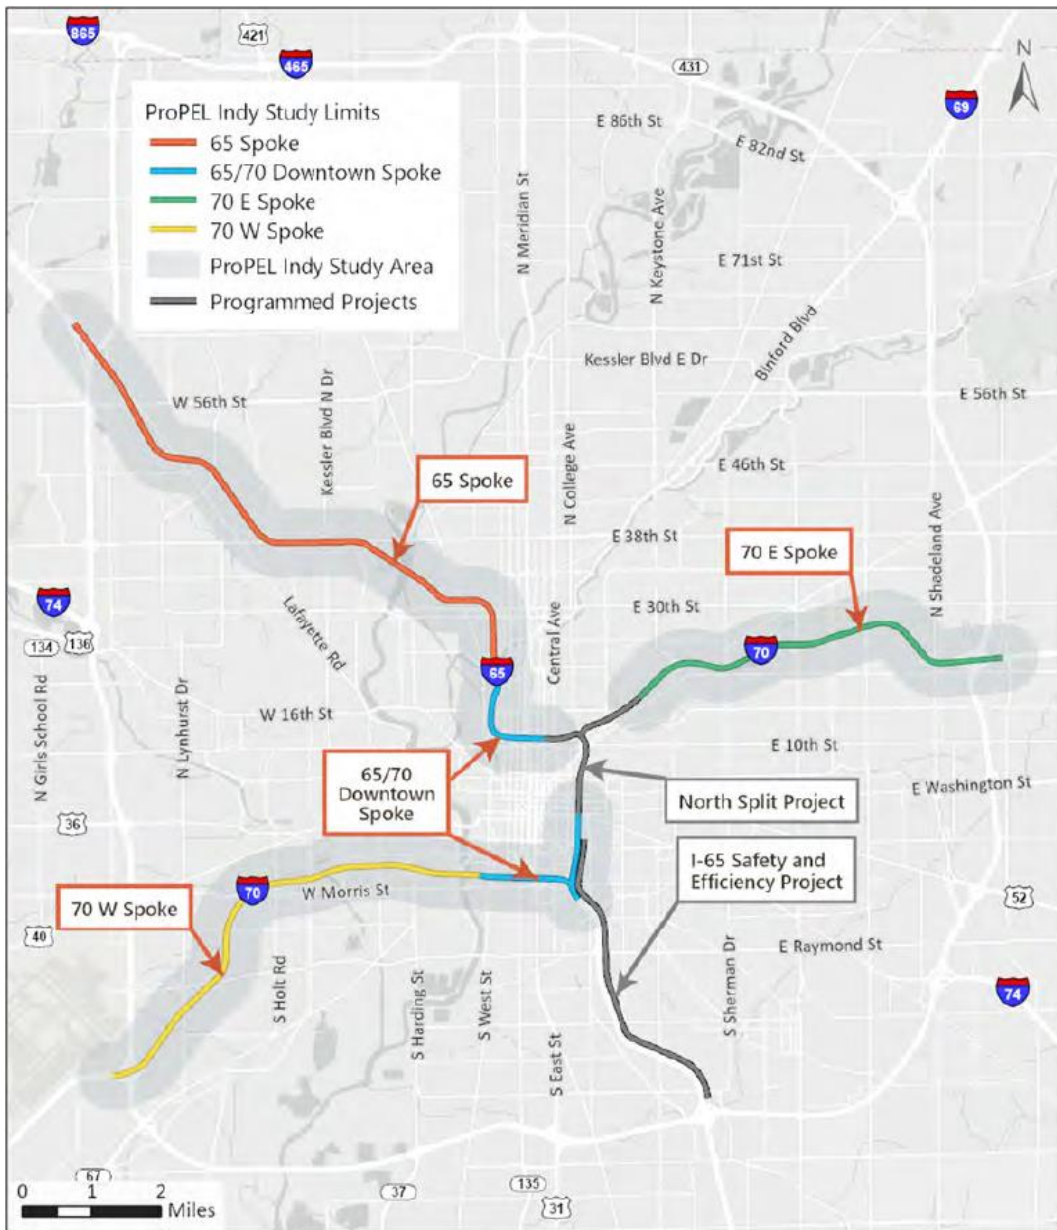 865
421
465
431
N
69
ProPEL Indy Study Limits
65 Spoke
65/70 Downtown Spoke
70 E Spoke
70 W Spoke
ProPEL Indy Study Area
Programmed Projects
E 86th St
E 82nd St
N Meridian St
N Keystone Ave
E 71st St
Binford Blvd
Kessler Blvd E Dr
W 56th St
Kessler Blvd N Dr
E 56th St
65 Spoke
N College Ave
E 46th St
E 38th St
N Shadeland Ave
70 E Spoke
74
134
136
Lafayette Rd
Central Ave
E 30th St
70
65
N Girls School Rd
N Lynhurst Dr
W 16th St
E 10th St
65/70
Downtown
Spoke
North Split Project
E Washington St
36
I-65 Safety and
Efficiency Project
70
W Morris St
70 W Spoke
52
40
E Raymond St
S Holt Rd
S Harding St
S West St
S East St
S Sherman Dr
74
67
37
135
31
0 1 2
Miles